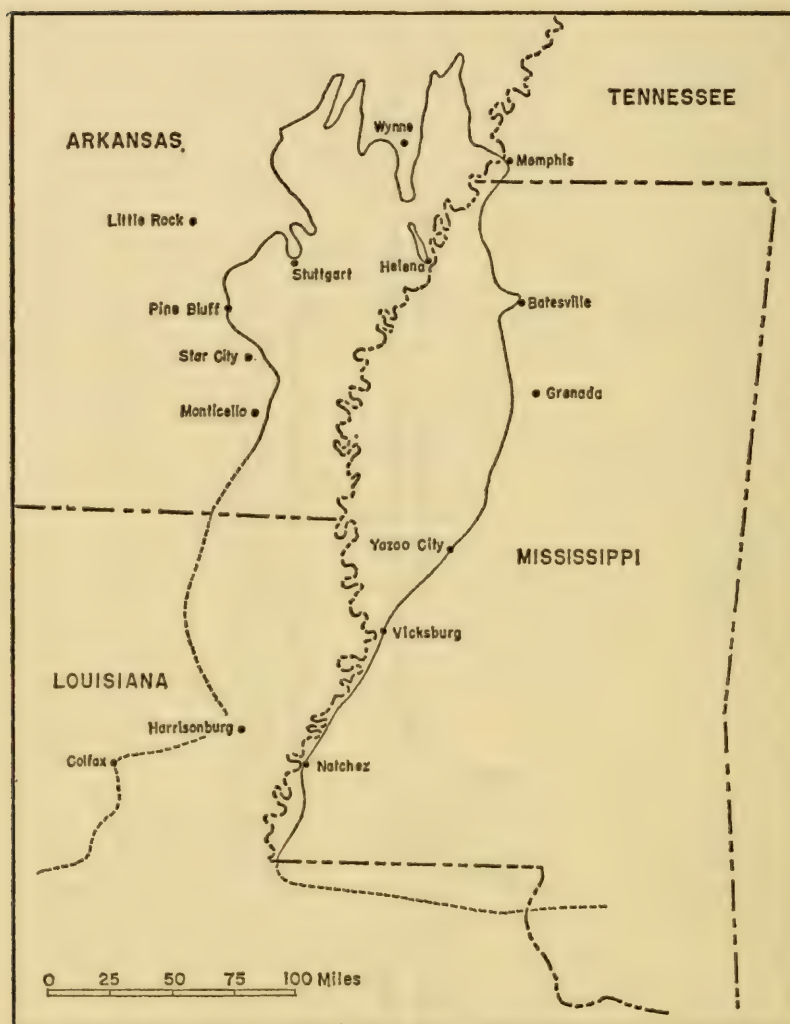 TENNESSEE
ARKANSAS
Wynne
Memphis
Little Rock
Stuttgart
Helena
Pine Bluff
Batesville
Star City
Grenada
Monticello
Yazoo City
MISSISSIPPI
Vicksburg
LOUISIANA
Harrisonburg
Colfax
Natchez
0 25 50 75 100 Miles